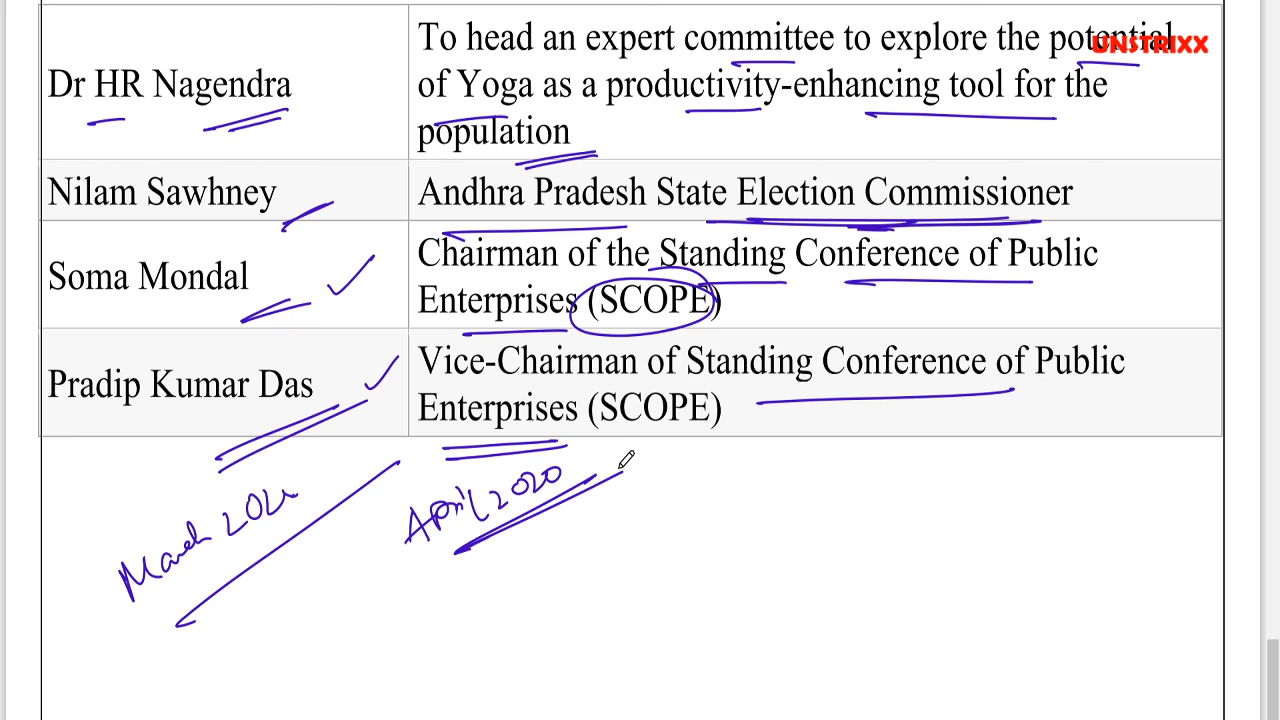 To head an expert committee to explore the potential
UNSTRIXX
Dr HR Nagendra
of Yoga as a productivity-enhancing tool for the
population
Nilam Sawhney
Andhra Pradesh State Election Commissioner
Soma Mondal
Chairman of the Standing Conference of Public
Enterprises (SCOPE)
Pradip Kumar Das
Vice-Chairman of Standing Conference of Public
Enterprises (SCOPE)
March
April 2020